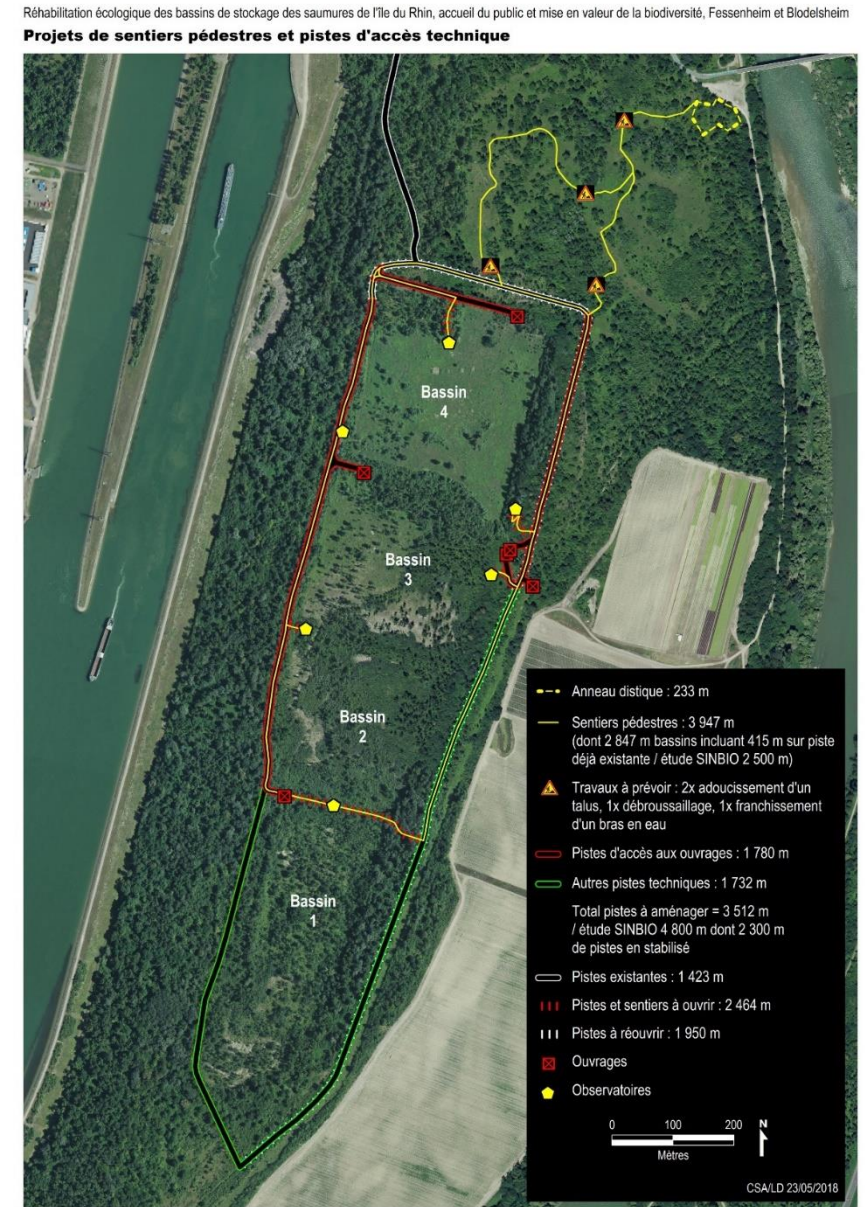 Réhabilitation écologique des bassins de stockage des saumures de l'île du Rhin, accueil du public et mise en valeur de la biodiversité, Fessenheim et Blodelsheim
Projets de sentiers pédestres et pistes d'accès technique
Bassin
4
Bassin
3
Bassin
2
Bassin
1
Anneau distique : 233 m
Sentiers pédestres : 3 947 m
(dont 2 847 m bassins incluant 415 m sur piste
déjà existante / étude SINBIO 2 500 m)
Travaux à prévoir : 2x adoucissement d'un
talus, 1x débroussaillage, 1x franchissement
d'un bras en eau
Pistes d'accès aux ouvrages : 1 780 m
Autres pistes techniques : 1 732 m
Total pistes à aménager = 3 512 m
/ étude SINBIO 4 800 m dont 2 300 m
de pistes en stabilisé
Pistes existantes : 1 423 m
Pistes et sentiers à ouvrir : 2 464 m
Pistes à réouvrir : 1 950 m
Ouvrages
Observatoires
0 100 200
Mètres
N
CSA/LD 23/05/2018